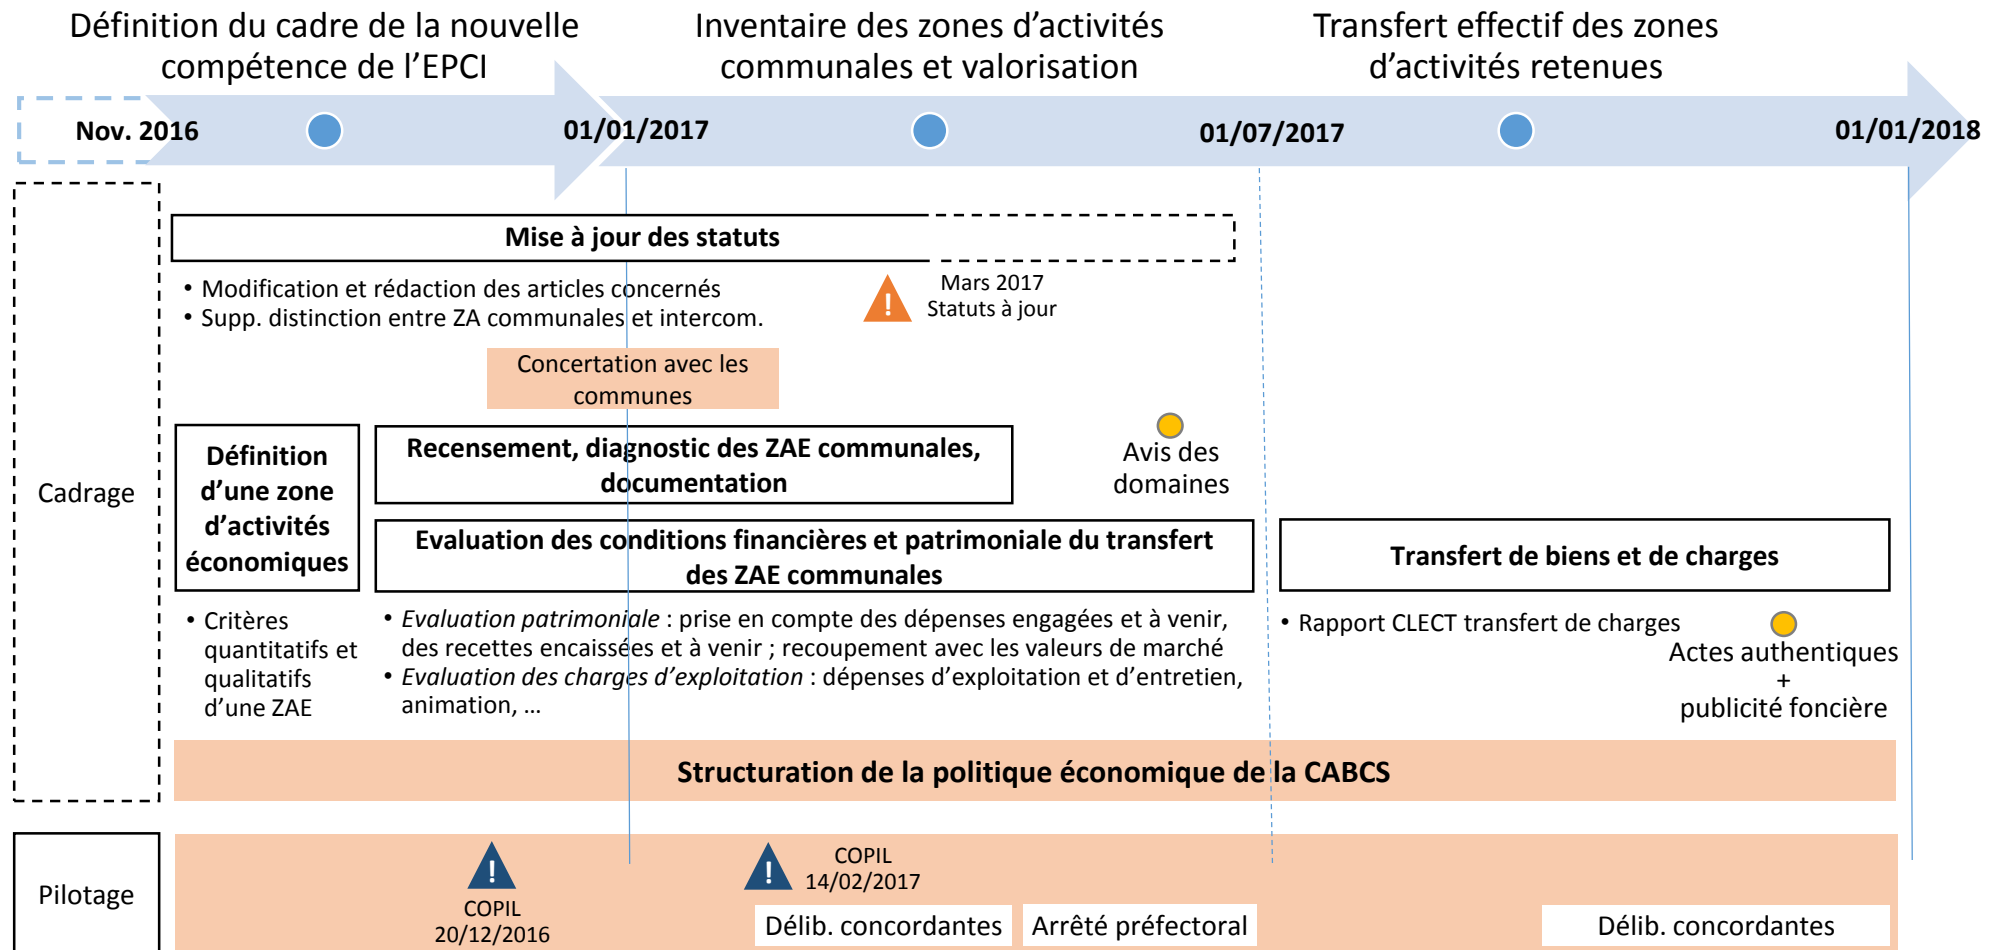 Définition du cadre de la nouvelle
compétence de l'EPCI
Inventaire des zones d'activités
communales et valorisation
Transfert effectif des zones
d'activités retenues
Nov. 2016
01/01/2017
01/07/2017
01/01/2018
Cadrage
Mise à jour des statuts
• Modification et rédaction des articles concernés
• Supp. distinction entre ZA communales et intercom.
!
Mars 2017
Statuts à jour
Concertation avec les
communes
Définition
d'une zone
d'activités
économiques
Recensement, diagnostic des ZAE communales,
documentation
Avis des
domaines
Evaluation des conditions financières et patrimoniale du transfert
des ZAE communales
Transfert de biens et de charges
• Critères
quantitatifs et
qualitatifs
d'une ZAE
• Evaluation patrimoniale : prise en compte des dépenses engagées et à venir,
des recettes encaissées et à venir ; recoupement avec les valeurs de marché
• Evaluation des charges d'exploitation : dépenses d'exploitation et d'entretien,
animation, …
• Rapport CLECT transfert de charges
Actes authentiques
+
publicité foncière
Structuration de la politique économique de la CABCS
Pilotage
!
COPIL
20/12/2016
!
COPIL
14/02/2017
Délib. concordantes
Arrêté préfectoral
Délib. concordantes